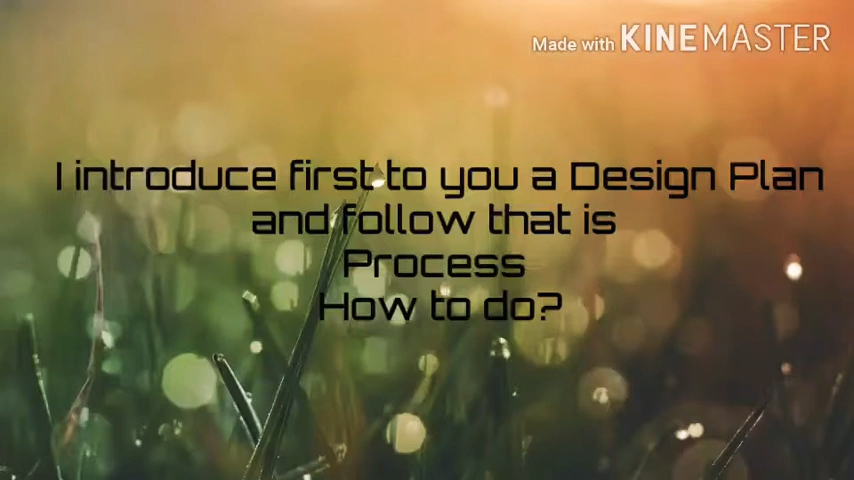 Made with KINEMASTER
I introduce first to you a Design Plan
and follow that is
Process
How to do?